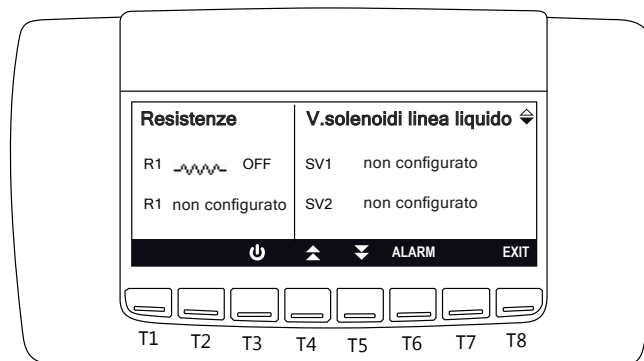 Resistenze
V.solenoidi linea liquido
R1 OFF
SV1 non configurato
R1 non configurato
SV2 non configurato
ALARM EXIT
T1 T2 T3 T4 T5 T6 T7 T8